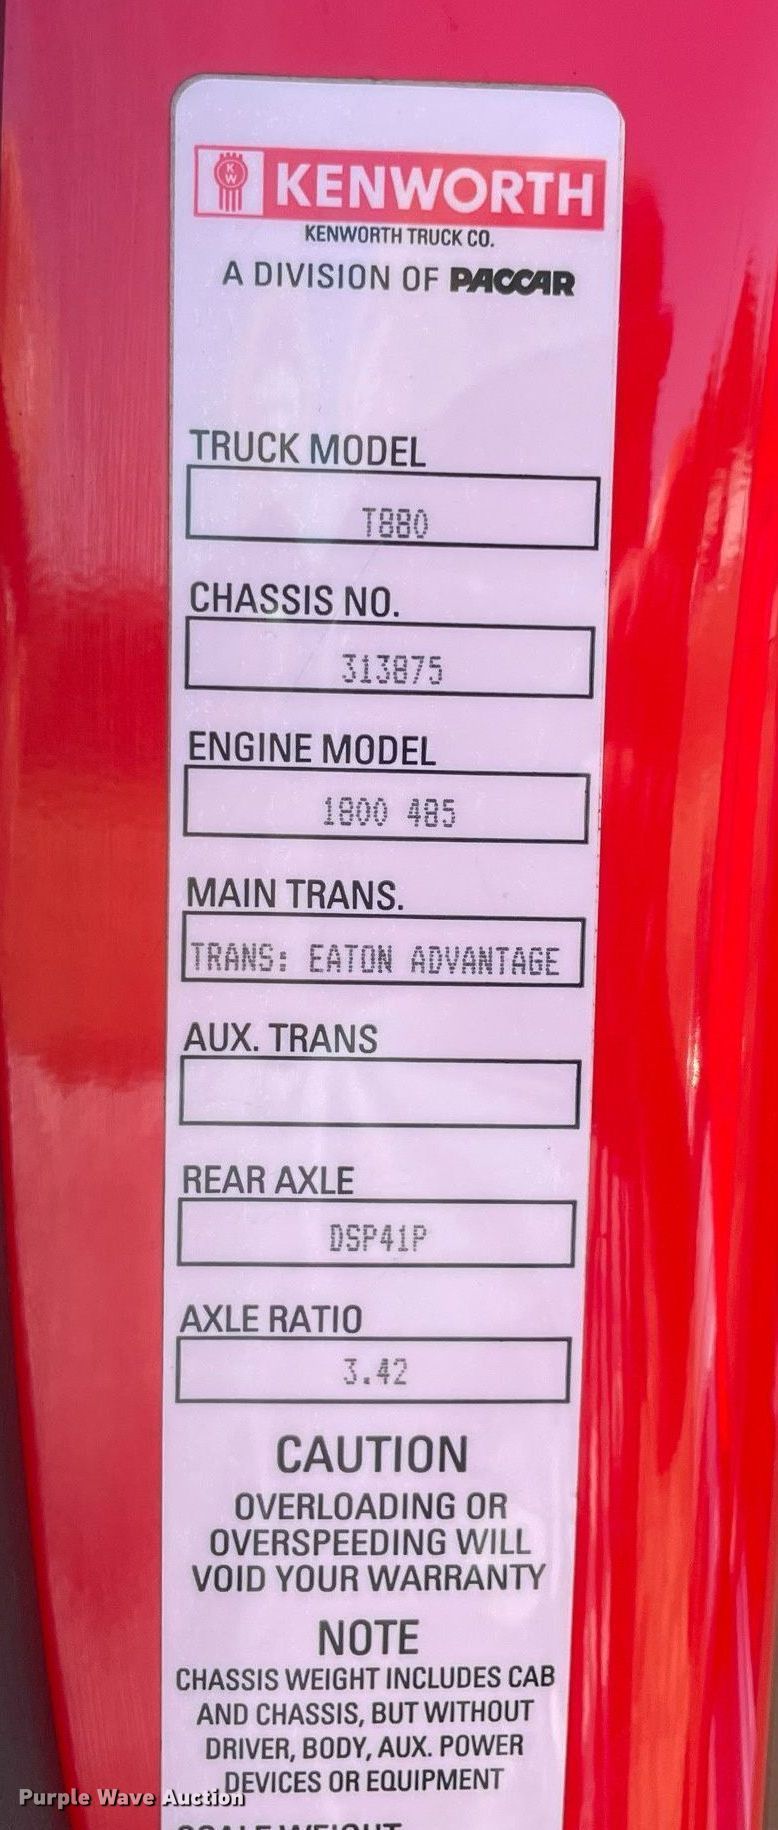 KW KENWORTH
KENWORTH TRUCK CO.
A DIVISION OF PACCAR
TRUCK MODEL
T880
CHASSIS NO.
313875
ENGINE MODEL
1800 485
MAIN TRANS.
TRANS: EATON ADVANTAGE
AUX. TRANS
REAR AXLE
DSP41P
AXLE RATIO
3.42
CAUTION
OVERLOADING OR
OVERSPEEDING WILL
VOID YOUR WARRANTY
NOTE
CHASSIS WEIGHT INCLUDES CAB
AND CHASSIS, BUT WITHOUT
DRIVER, BODY, AUX. POWER
DEVICES OR EQUIPMENT
Purple Wave Auction
SCALE WEIGHT